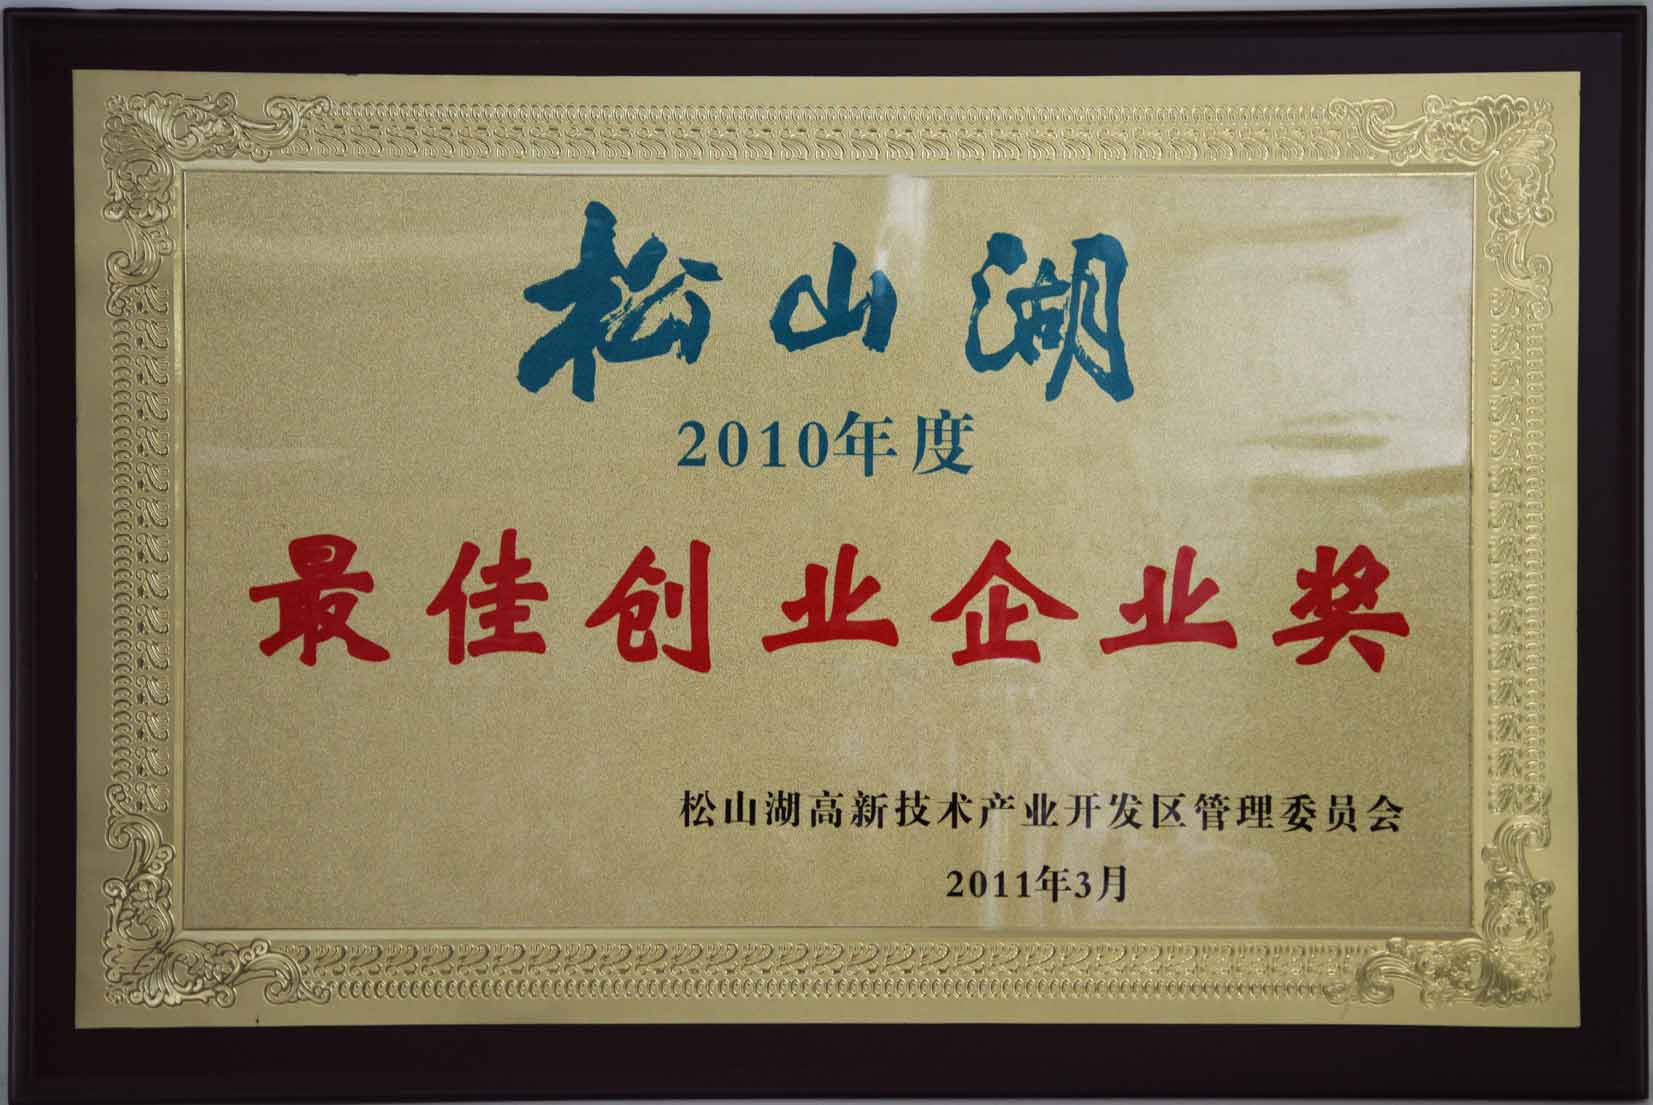 松山湖
2010年度
最佳创业企业奖
松山湖高新技术产业开发区管理委员会
2011年3月